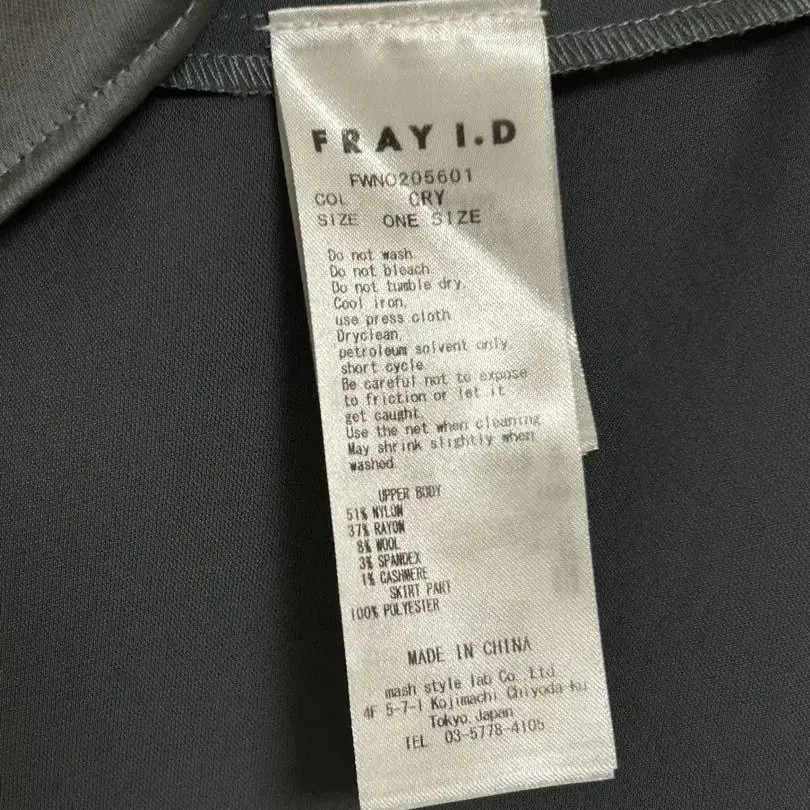 FRAY I.D
FWNO205601
COL GRY
SIZE ONE SIZE
Do not wash.
Do not bleach.
Do not tumble dry.
Cool iron,
use press cloth
Dryclean,
petroleum solvent only,
short cycle
Be careful not to expose
to friction or let it
get caught.
Use the net when cleaning
May shrink slightly when
washed.
UPPER BODY
51% NYLON
37% RAYON
8% WOOL
3% SPANDEX
1% CASHMERE
SKIRT PART
100% POLYESTER
MADE IN CHINA
mash style lab Co. Ltd
4F 5-7-1 Kojimachi Chiyoda-ku
Tokyo Japan
TEL 03-5778-4105